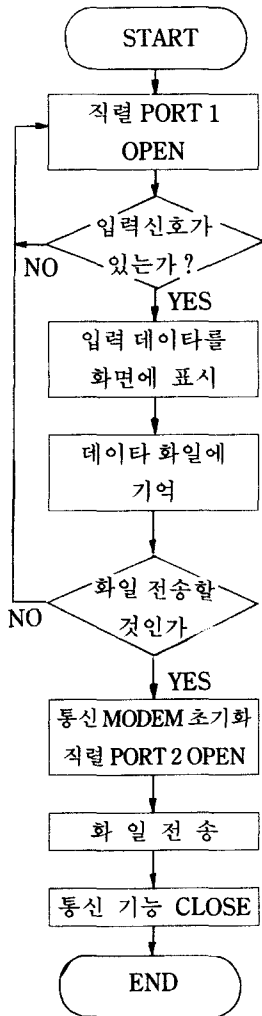 START
직렬 PORT 1
OPEN
입력신호가
있는가?
NO
YES
입력 데이타를
화면에 표시
데이타 화일에
기억
화일 전송할
것인가
NO
YES
통신 MODEM 초기화
직렬 PORT 2 OPEN
화 일 전 송
통신 기능 CLOSE
END